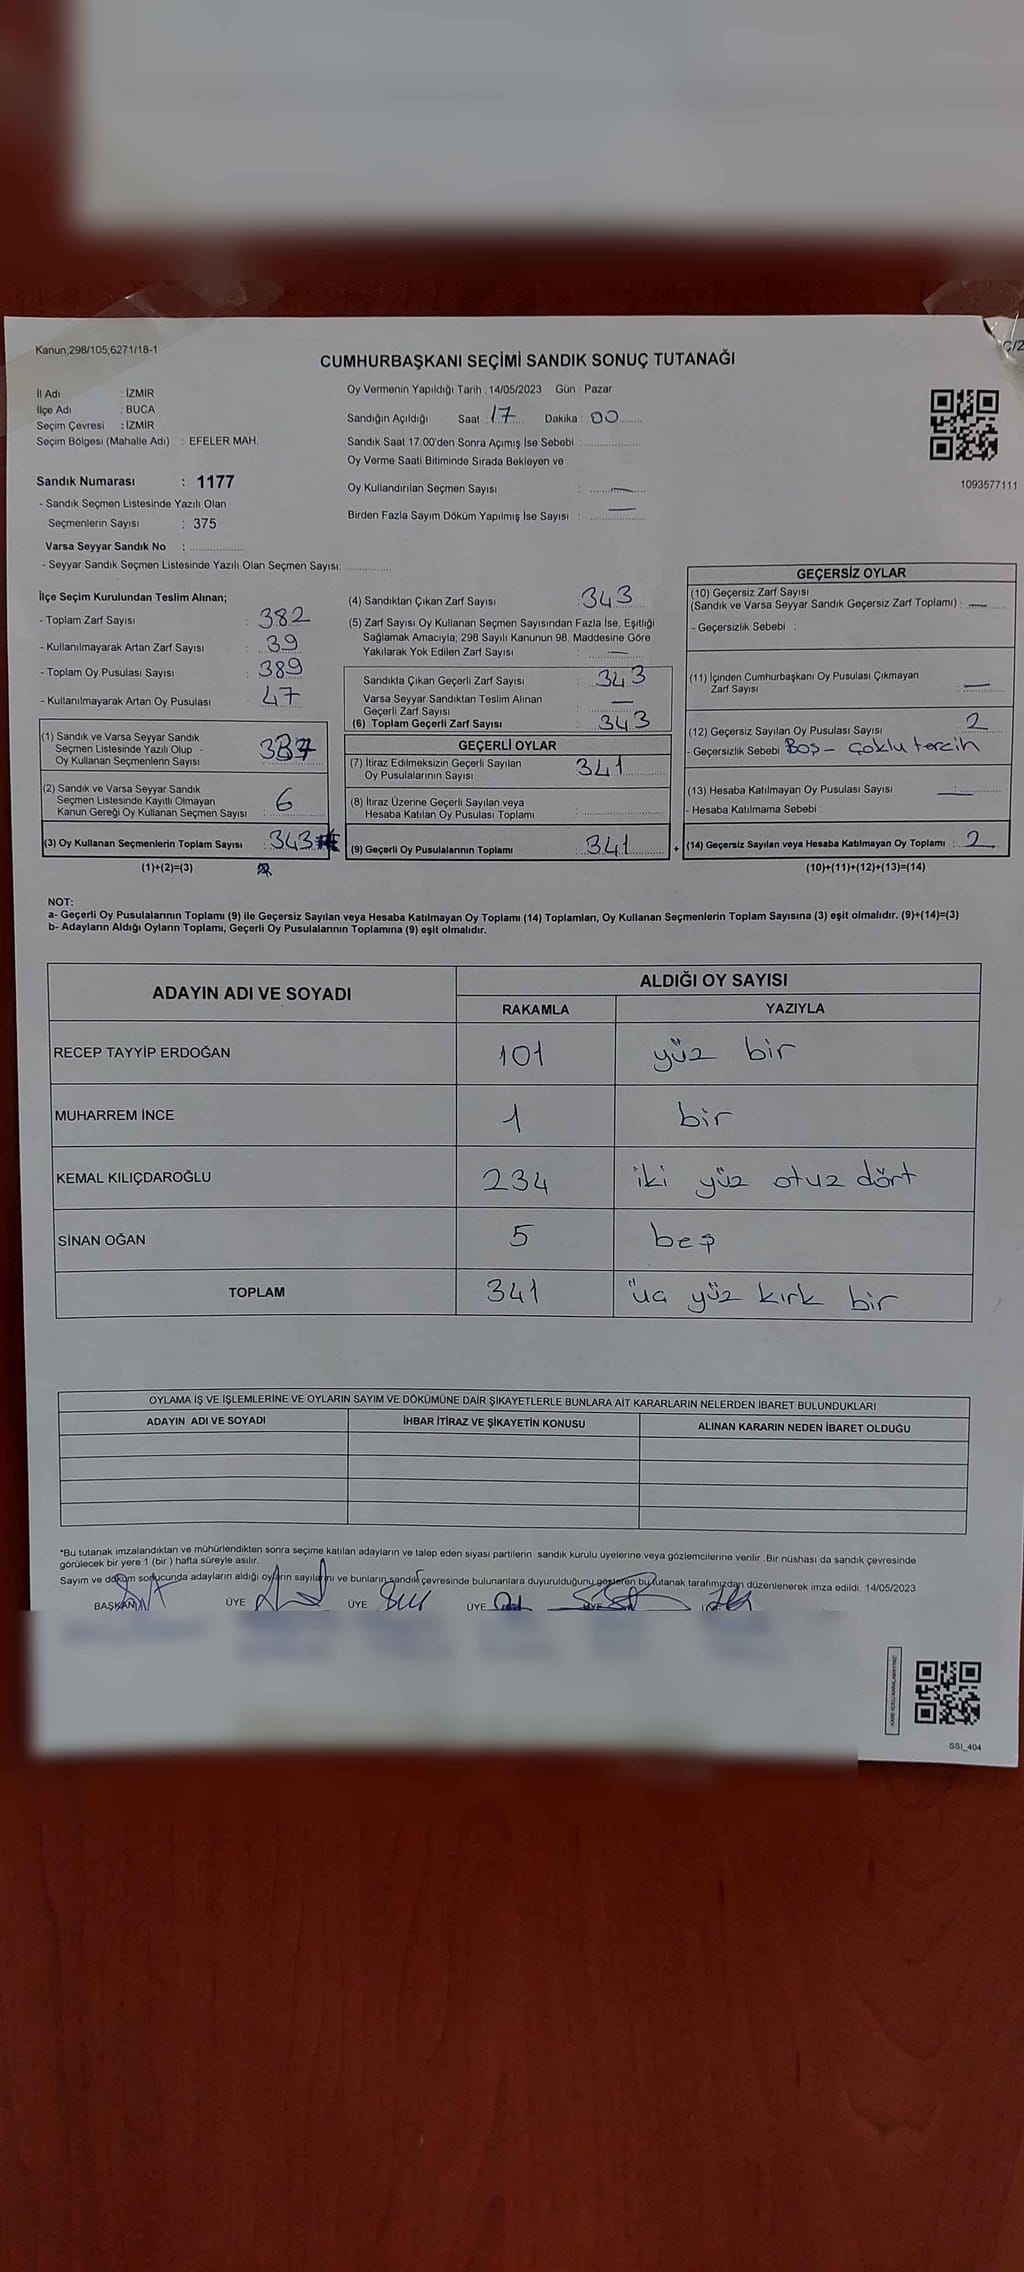 Kanun;298/105;6271/18-1
CUMHURBAŞKANI SEÇİMİ SANDIK SONUÇ TUTANAĞI
İl Adı : İZMİR
İlçe Adı : BUCA
Seçim Çevresi : İZMİR
Seçim Bölgesi (Mahalle Adı) : EFELER MAH.
Sandık Numarası : 1177
- Sandık Seçmen Listesinde Yazılı Olan
Seçmenlerin Sayısı : 375
Varsa Seyyar Sandık No :
- Seyyar Sandık Seçmen Listesinde Yazılı Olan Seçmen Sayısı:
Oy Vermenin Yapıldığı Tarih : 14/05/2023 Gün : Pazar
Sandığın Açıldığı Saat : 17 Dakika : 00
Sandık Saat 17:00'den Sonra Açımış İse Sebebi :
Oy Verme Saati Bitiminde Sırada Bekleyen ve
Oy Kullandırılan Seçmen Sayısı : —
Birden Fazla Sayım Döküm Yapılmış İse Sayısı : —
1093577111
İlçe Seçim Kurulundan Teslim Alınan;
- Toplam Zarf Sayısı : 382
- Kullanılmayarak Artan Zarf Sayısı : 39
- Toplam Oy Pusulası Sayısı : 389
- Kullanılmayarak Artan Oy Pusulası : 47
(1) Sandık ve Varsa Seyyar Sandık
Seçmen Listesinde Yazılı Olup -
Oy Kullanan Seçmenlerin Sayısı :
(2) Sandık ve Varsa Seyyar Sandık
Seçmen Listesinde Kayıtlı Olmayan
Kanun Gereği Oy Kullanan Seçmen Sayısı : 6
(3) Oy Kullanan Seçmenlerin Toplam Sayısı : 343
(1)+(2)=(3)
(4) Sandıktan Çıkan Zarf Sayısı : 343
(5) Zarf Sayısı Oy Kullanan Seçmen Sayısından Fazla İse, Eşitliği
Sağlamak Amacıyla; 298 Sayılı Kanunun 98. Maddesine Göre
Yakılarak Yok Edilen Zarf Sayısı : —
Sandıkta Çıkan Geçerli Zarf Sayısı : 343
Varsa Seyyar Sandıktan Teslim Alınan
Geçerli Zarf Sayısı : —
(6) Toplam Geçerli Zarf Sayısı : 343
GEÇERLİ OYLAR
(7) İtiraz Edilmeksizin Geçerli Sayılan
Oy Pusulalarının Sayısı : 341
(8) İtiraz Üzerine Geçerli Sayılan veya
Hesaba Katılan Oy Pusulası Toplamı :
(9) Geçerli Oy Pusulalarının Toplamı : 341 +
GEÇERSİZ OYLAR
(10) Geçersiz Zarf Sayısı
(Sandık ve Varsa Seyyar Sandık Geçersiz Zarf Toplamı) : —
- Geçersizlik Sebebi :
(11) İçinden Cumhurbaşkanı Oy Pusulası Çıkmayan
Zarf Sayısı : —
(12) Geçersiz Sayılan Oy Pusulası Sayısı : 2
- Geçersizlik Sebebi : Boş - Çoklu tercih
(13) Hesaba Katılmayan Oy Pusulası Sayısı : —
- Hesaba Katılmama Sebebi :
(14) Geçersiz Sayılan veya Hesaba Katılmayan Oy Toplamı : 2
(10)+(11)+(12)+(13)=(14)
NOT:
a- Geçerli Oy Pusulalarının Toplamı (9) ile Geçersiz Sayılan veya Hesaba Katılmayan Oy Toplamı (14) Toplamları, Oy Kullanan Seçmenlerin Toplam Sayısına (3) eşit olmalıdır. (9)+(14)=(3)
b- Adayların Aldığı Oyların Toplamı, Geçerli Oy Pusulalarının Toplamına (9) eşit olmalıdır.
ADAYIN ADI VE SOYADI
ALDIĞI OY SAYISI
RAKAMLA YAZIYLA
RECEP TAYYİP ERDOĞAN 101 yüz bir
MUHARREM İNCE 1 bir
KEMAL KILIÇDAROĞLU 234 iki yüz otuz dört
SİNAN OĞAN 5 beş
TOPLAM 341 üç yüz kırk bir
OYLAMA İŞ VE İŞLEMLERİNE VE OYLARIN SAYIM VE DÖKÜMÜNE DAİR ŞİKAYETLERLE BUNLARA AİT KARARLARIN NELERDEN İBARET BULUNDUKLARI
ADAYIN ADI VE SOYADI İHBAR İTİRAZ VE ŞİKAYETİN KONUSU ALINAN KARARIN NEDEN İBARET OLDUĞU
*Bu tutanak imzalandıktan ve mühürlendikten sonra seçime katılan adayların ve talep eden siyasi partilerin sandık kurulu üyelerine veya gözlemcilerine verilir .Bir nüshası da sandık çevresinde
görülecek bir yere 1 (bir ) hafta süreyle asılır.
Sayım ve döküm sonucunda adayların aldığı oyların sayılarını ve bunların sandık çevresinde bulunanlara duyurulduğunu gösteren bu tutanak tarafımızdan düzenlenerek imza edildi. 14/05/2023
BAŞKAN ÜYE ÜYE ÜYE ÜYE
SSI_404